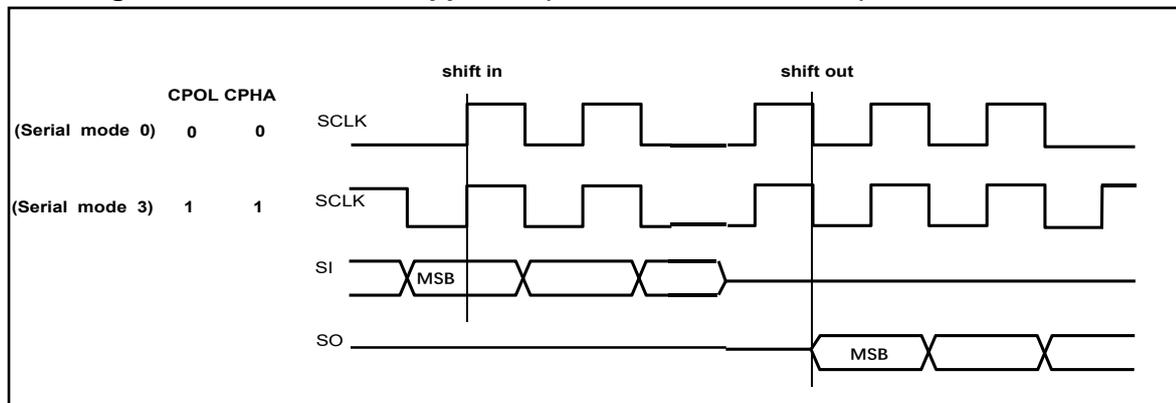 shift in shift out
CPOL CPHA
(Serial mode 0) 0 0 SCLK
(Serial mode 3) 1 1 SCLK
SI MSB
SO MSB